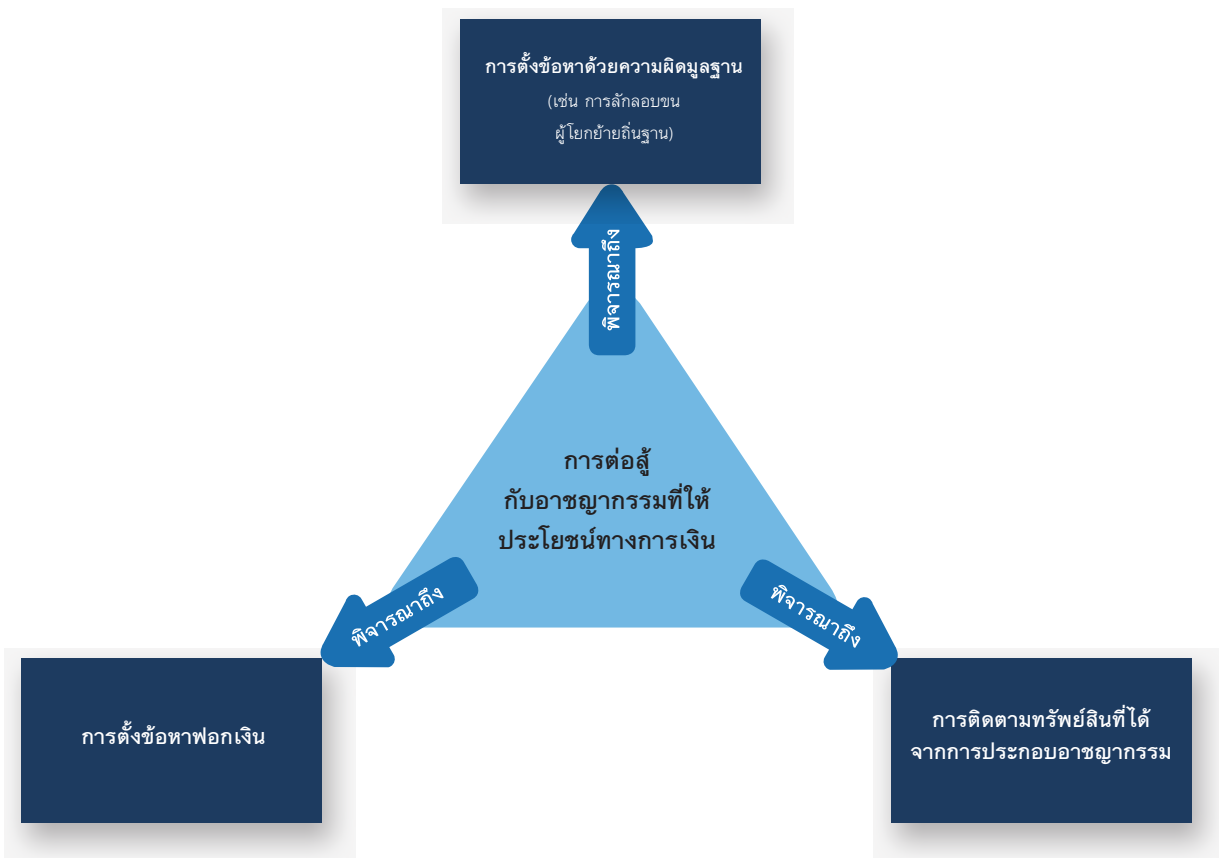 การตั้งข้อหาด้วยความผิดมูลฐาน
(เช่น การลักลอบขน
ผู้โยกย้ายถิ่นฐาน)
พิจารณาถึง
การต่อสู้
กับอาชญากรรมที่ให้
ประโยชน์ทางการเงิน
พิจารณาถึง
พิจารณาถึง
การตั้งข้อหาฟอกเงิน
การติดตามทรัพย์สินที่ได้
จากการประกอบอาชญากรรม